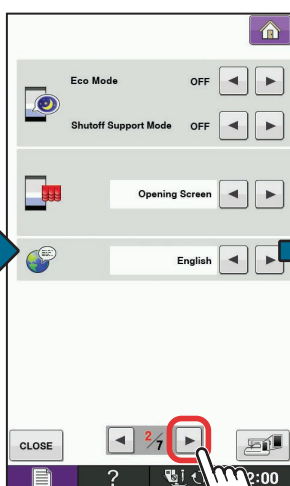 Eco Mode OFF
Shutoff Support Mode OFF
Opening Screen
English
CLOSE 2/7
? 2:00